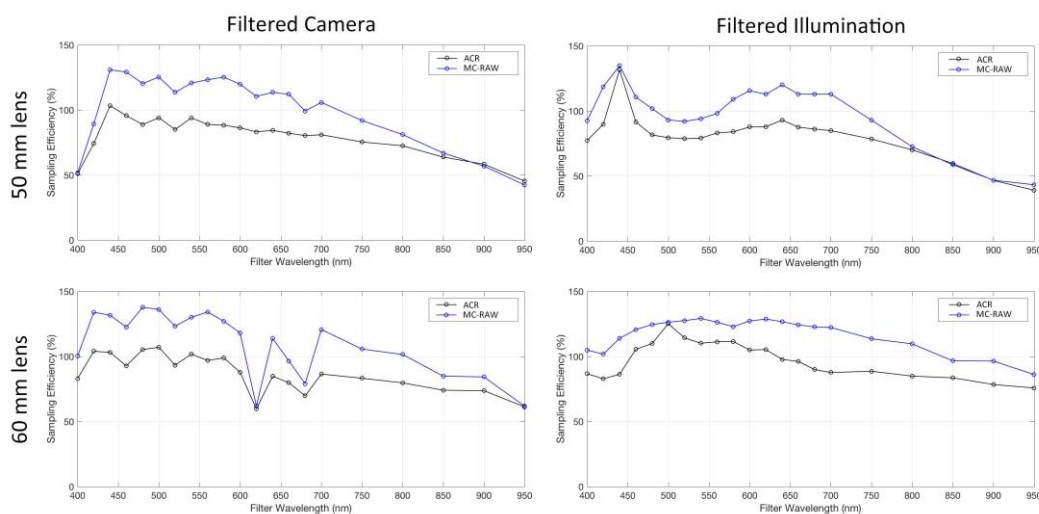 Filtered Camera
Filtered Illumination
50 mm lens
150
100
50
0
Sampling Efficiency (%)
ACR
MC-RAW
400 450 500 550 600 650 700 750 800 850 900 950
Filter Wavelength (nm)
150
100
50
0
Sampling Efficiency (%)
ACR
MC-RAW
400 450 500 550 600 650 700 750 800 850 900 950
Filter Wavelength (nm)
60 mm lens
150
100
50
0
Sampling Efficiency (%)
ACR
MC-RAW
400 450 500 550 600 650 700 750 800 850 900 950
Filter Wavelength (nm)
150
100
50
0
Sampling Efficiency (%)
ACR
MC-RAW
400 450 500 550 600 650 700 750 800 850 900 950
Filter Wavelength (nm)